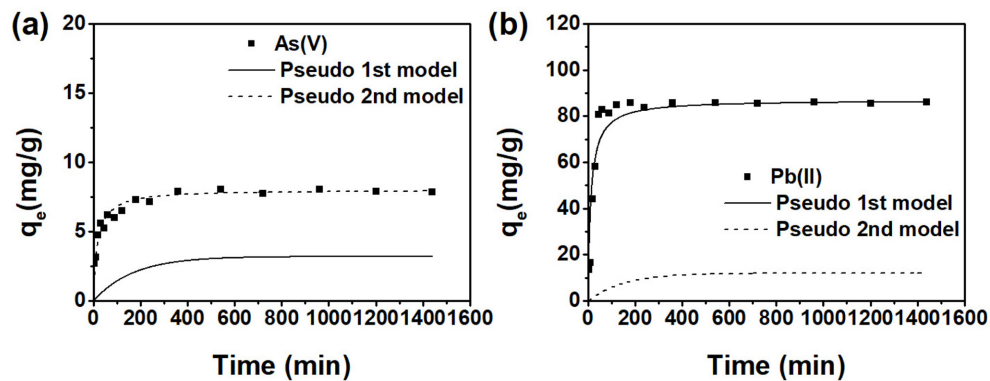 (a)
20
15
10
5
0
As(V)
Pseudo 1st model
Pseudo 2nd model
qe(mg/g)
0 200 400 600 800 1000 1200 1400 1600
Time (min)
(b)
120
100
80
60
40
20
0
Pb(II)
Pseudo 1st model
Pseudo 2nd model
qe(mg/g)
0 200 400 600 800 1000 1200 1400 1600
Time (min)